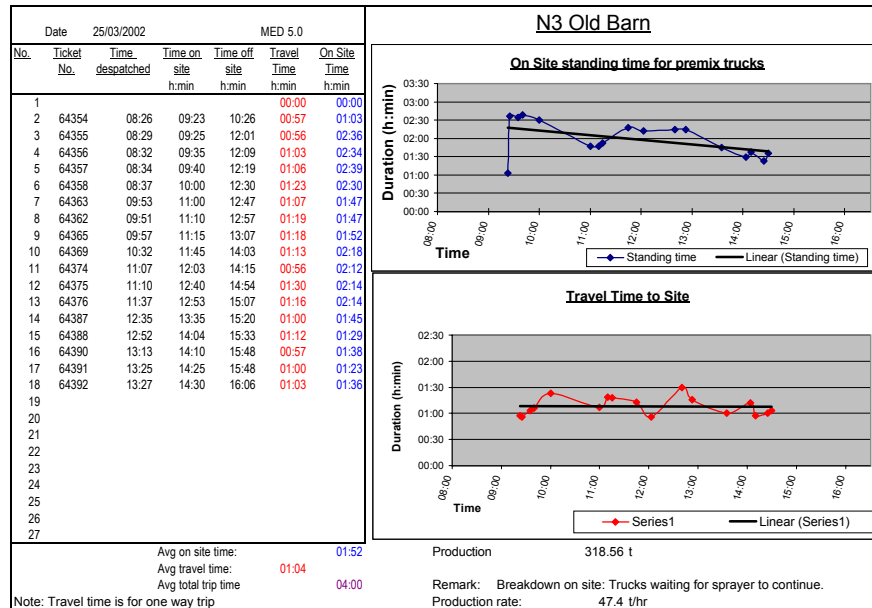 Date 25/03/2002 MED 5.0
No. Ticket Time Time on Time off Travel On Site
No. despatched site site Time Time
h:min h:min h:min h:min
1 00:00 00:00
2 64354 08:26 09:23 10:26 00:57 01:03
3 64355 08:29 09:25 12:01 00:56 02:36
4 64356 08:32 09:35 12:09 01:03 02:34
5 64357 08:34 09:40 12:19 01:06 02:39
6 64358 08:37 10:00 12:30 01:23 02:30
7 64363 09:53 11:00 12:47 01:07 01:47
8 64362 09:51 11:10 12:57 01:19 01:47
9 64365 09:57 11:15 13:07 01:18 01:52
10 64369 10:32 11:45 14:03 01:13 02:18
11 64374 11:07 12:03 14:15 00:56 02:12
12 64375 11:10 12:40 14:54 01:30 02:14
13 64376 11:37 12:53 15:07 01:16 02:14
14 64387 12:35 13:35 15:20 01:00 01:45
15 64388 12:52 14:04 15:33 01:12 01:29
16 64390 13:13 14:10 15:48 00:57 01:38
17 64391 13:25 14:25 15:48 01:00 01:23
18 64392 13:27 14:30 16:06 01:03 01:36
19
20
21
22
23
24
25
26
27
Avg on site time: 01:52
Avg travel time: 01:04
Avg total trip time 04:00
Note: Travel time is for one way trip
N3 Old Barn
On Site standing time for premix trucks
Duration (h:min)
03:30
03:00
02:30
02:00
01:30
01:00
00:30
00:00
08:00 09:00 10:00 11:00 12:00 13:00 14:00 15:00 16:00
Time
Standing time Linear (Standing time)
Travel Time to Site
Duration (h:min)
02:30
02:00
01:30
01:00
00:30
00:00
08:00 09:00 10:00 11:00 12:00 13:00 14:00 15:00 16:00
Time
Series1 Linear (Series1)
Production 318.56 t
Remark: Breakdown on site: Trucks waiting for sprayer to continue.
Production rate: 47.4 t/hr